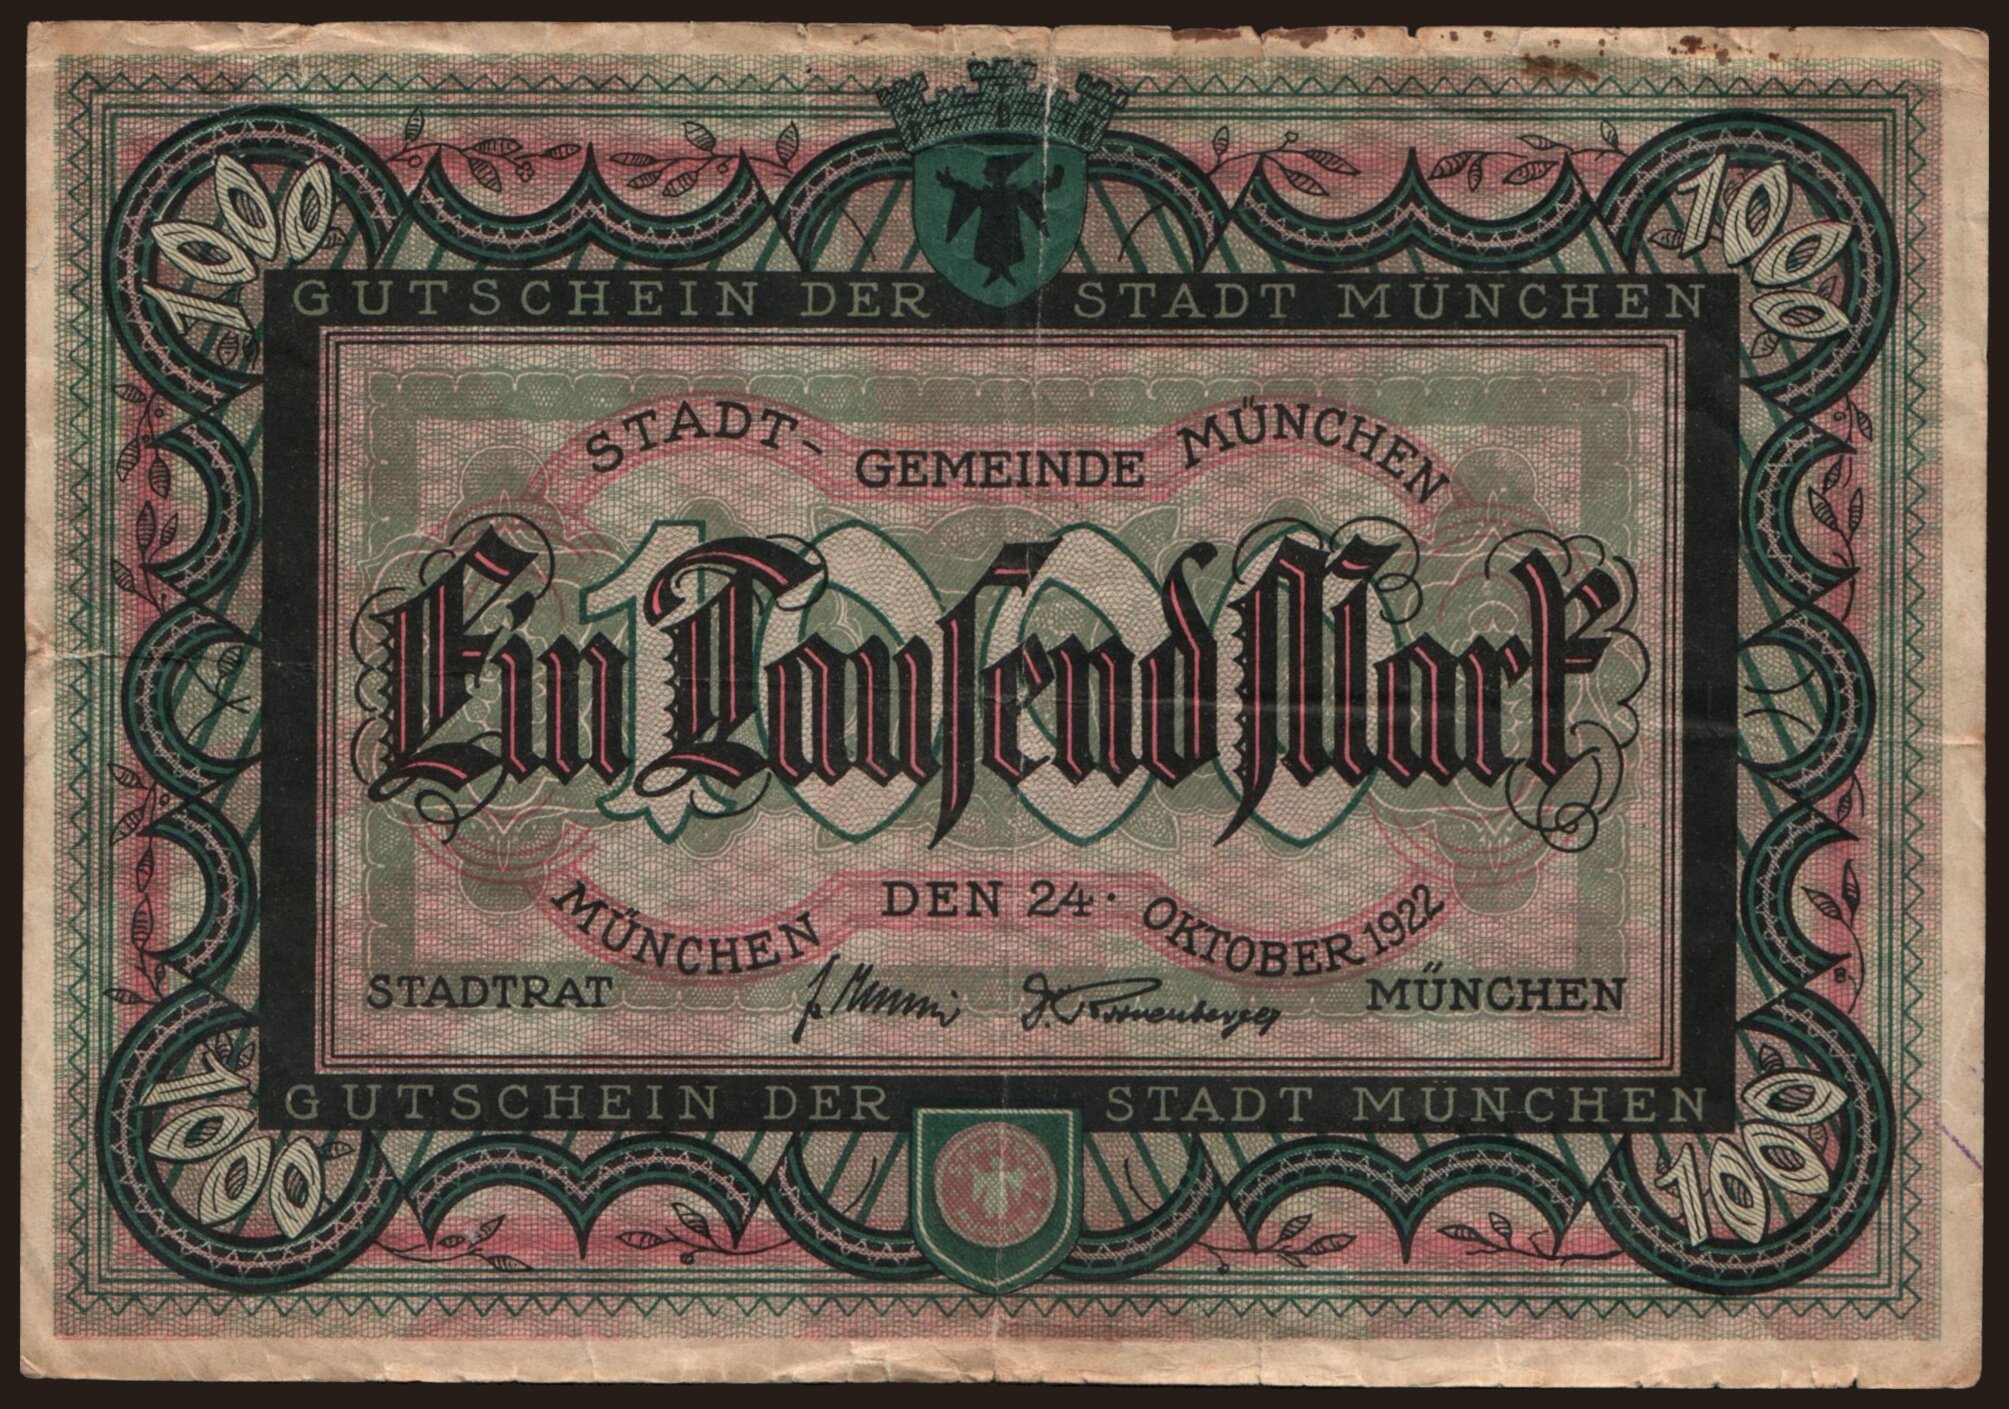 1000
1000
GUTSCHEIN DER STADT MÜNCHEN
STADT-GEMEINDE MÜNCHEN
1000
Ein Tausend Mark
MÜNCHEN DEN 24. OKTOBER 1922
STADTRAT MÜNCHEN
GUTSCHEIN DER STADT MÜNCHEN
1000
1000